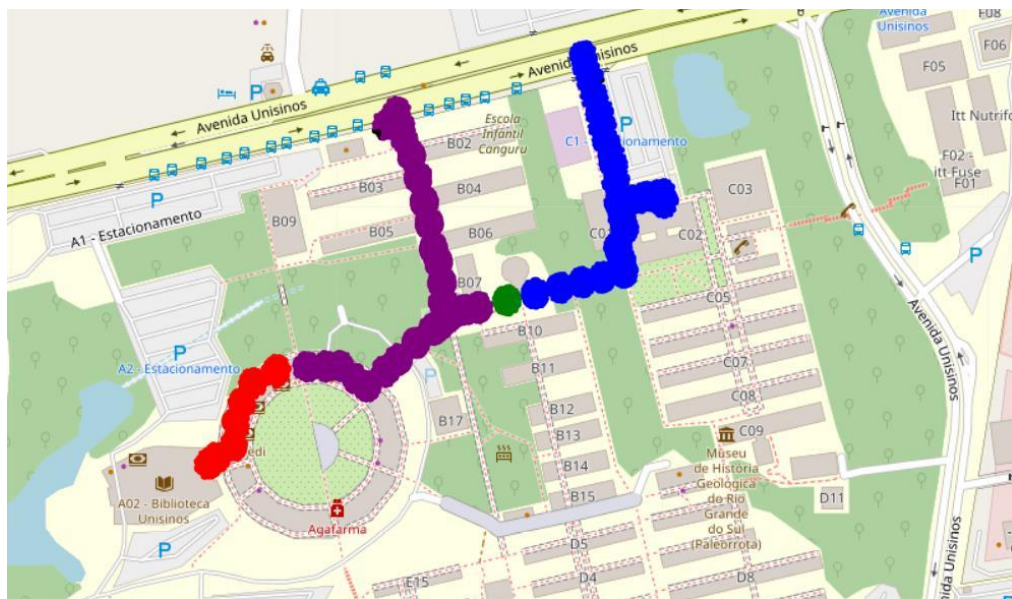 Avenida
Unisinos
F08
F06
F05
Avenida Unisinos
P
Avenida Unisinos
Escola
Infantil
Canguru
P
Itt Nutrifo
B02
F02 -
itt Fuse
F01
P
B03
B04
C03
A1 - Estacionamento
B09
B05
B06
C02
P
B07
C05
Avenida Unisinos
B10
P
A2 - Estacionamento
P
B11
C07
C08
B17
B12
B13
C09
B14
Museu
de História
Geológica
do Rio
Grande
do Sul
(Paleorrota)
A02 - Biblioteca
Unisinos
B15
D11
Agafarma
P
D5
E15
D4
D8
Avenida Unisinos